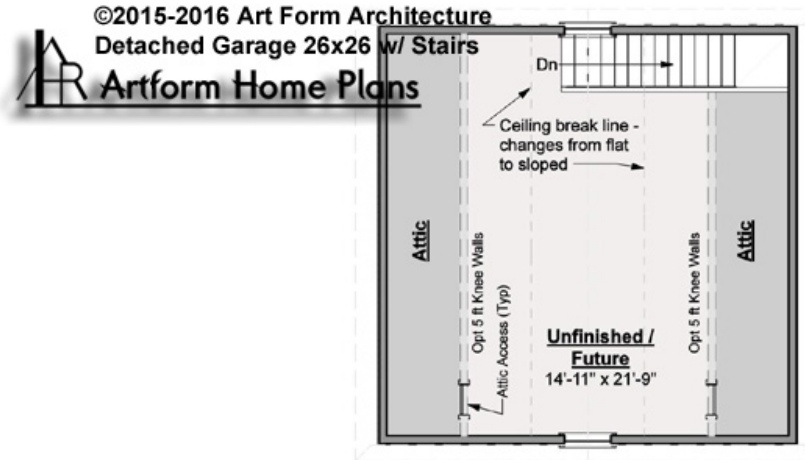 ©2015-2016 Art Form Architecture
Detached Garage 26x26 w/ Stairs
Artform Home Plans
Dn
Ceiling break line -
changes from flat
to sloped
Attic
Opt 5 ft Knee Walls
Attic Access (Typ)
Opt 5 ft Knee Walls
Attic
Unfinished /
Future
14'-11" x 21'-9"